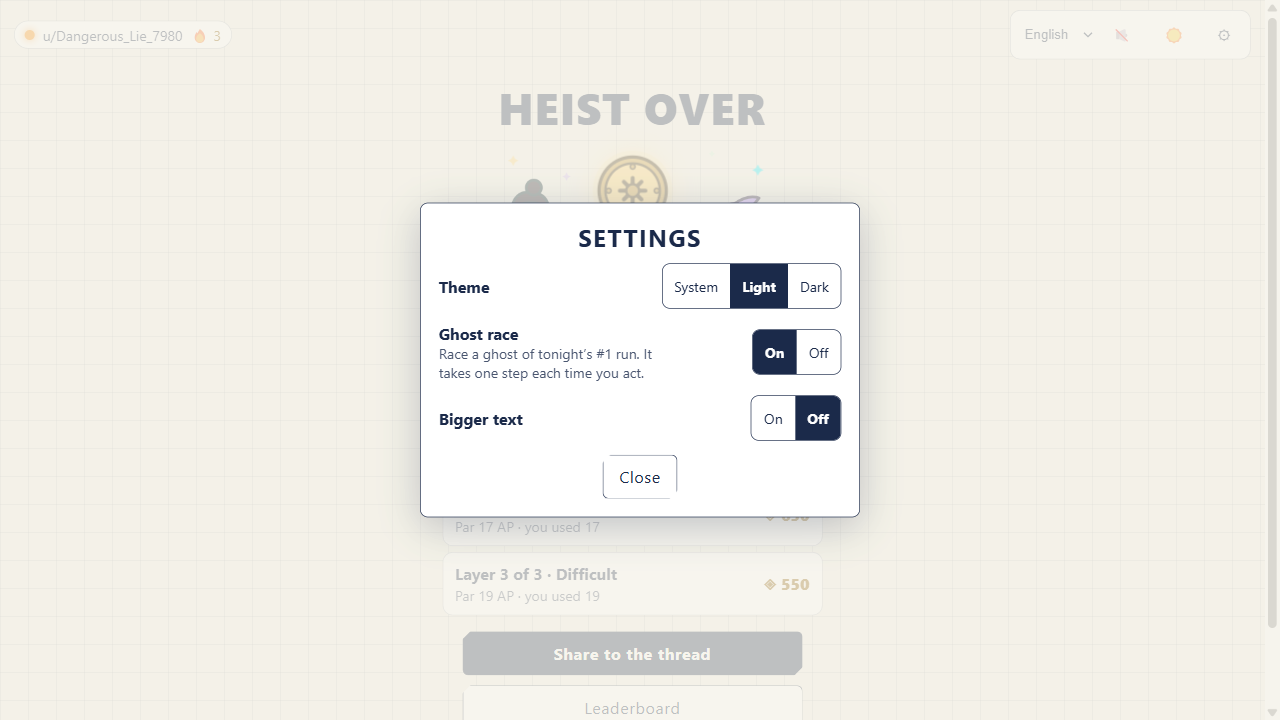 u/Dangerous_Lie_7980 3
English
HEIST OVER
SETTINGS
Theme
System Light Dark
Ghost race
Race a ghost of tonight’s #1 run. It
takes one step each time you act.
On Off
Bigger text
On Off
Close
Par 17 AP · you used 17
Layer 3 of 3 · Difficult
Par 19 AP · you used 19
550
Share to the thread
Leaderboard